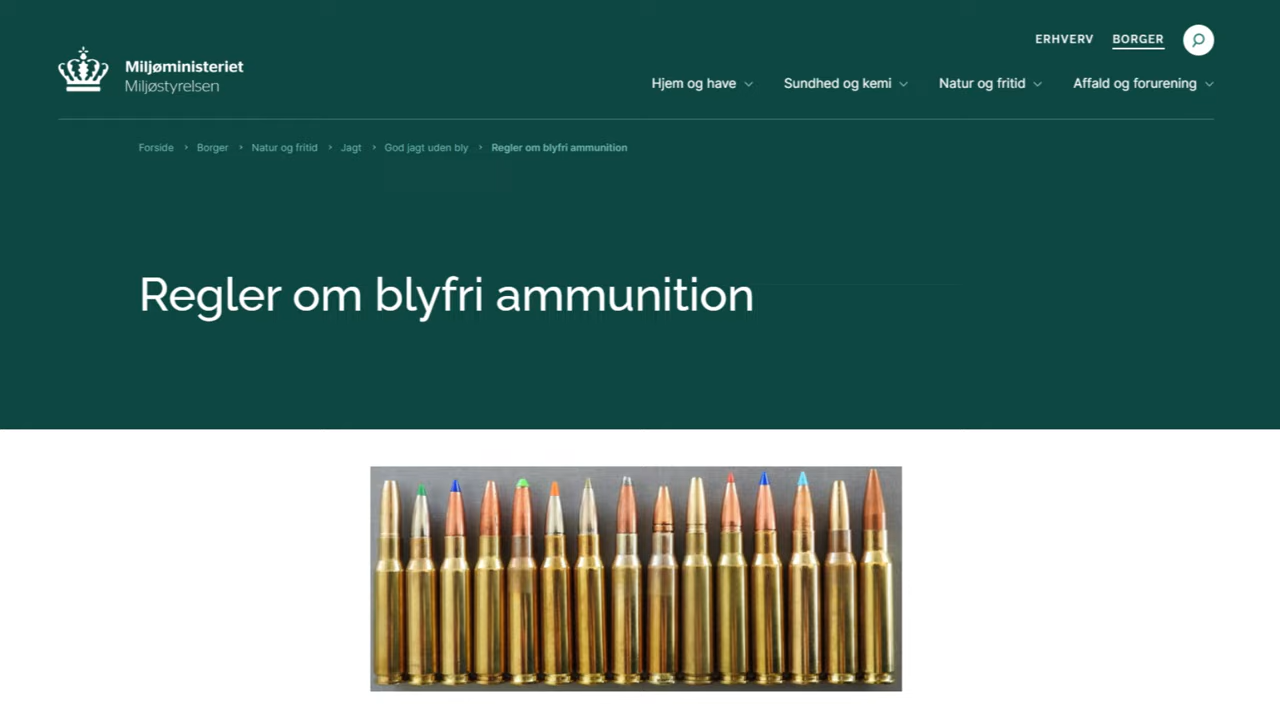 ERHVERV BORGER
Miljøministeriet
Miljøstyrelsen
Hjem og have Sundhed og kemi Natur og fritid Affald og forurening
Forside › Borger › Natur og fritid › Jagt › God jagt uden bly › Regler om blyfri ammunition
Regler om blyfri ammunition